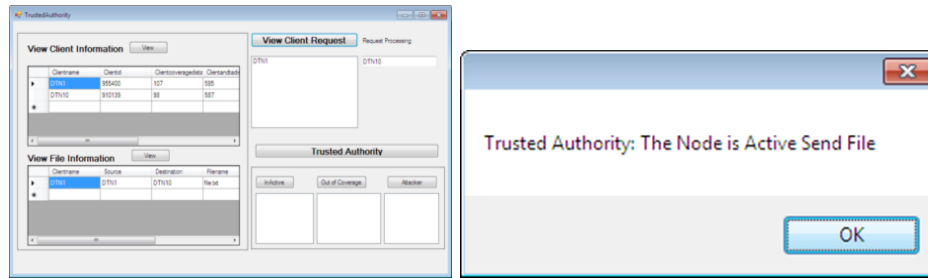 TrustedAuthority
View Client Information
View
Clientname Clientid Clientcoveragedista Clientandtade
DTN1 955400 107 585
DTN10 910139 98 587
View File Information
View
Clientname Source Destination Filename
DTN1 DTN1 DTN10
View Client Request
Request Processing
DTN1
DTN10
Trusted Authority
InActive
Out of Coverage
Attacker
Trusted Authority: The Node is Active Send File
OK